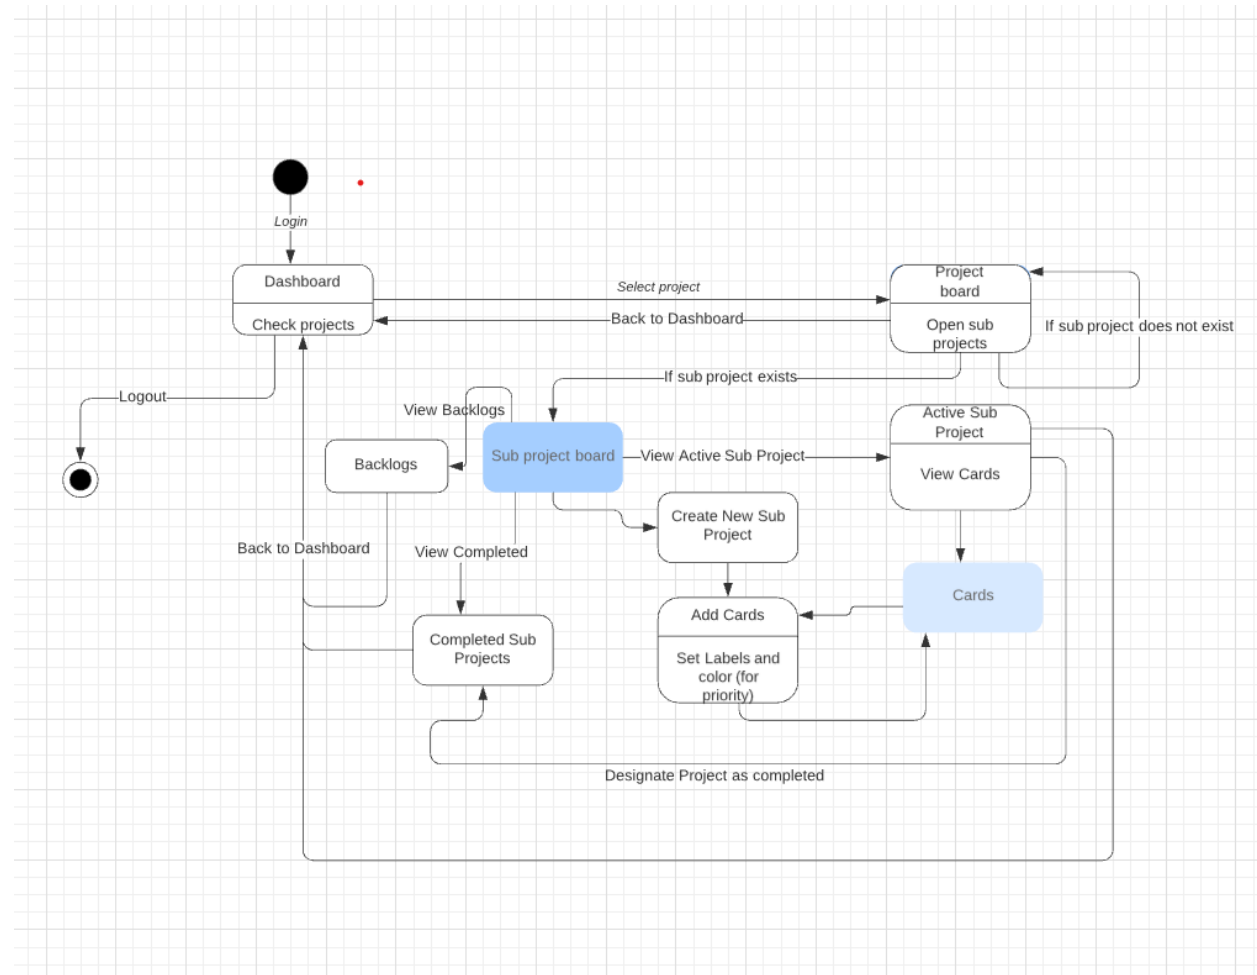 Login
Dashboard
Check projects
Select project
Back to Dashboard
Project
board
Open sub
projects
If sub project does not exist
Logout
If sub project exists
View Backlogs
Backlogs
Sub project board
View Active Sub Project
Active Sub
Project
View Cards
Create New Sub
Project
Back to Dashboard
View Completed
Cards
Completed Sub
Projects
Add Cards
Set Labels and
color (for
priority)
Designate Project as completed